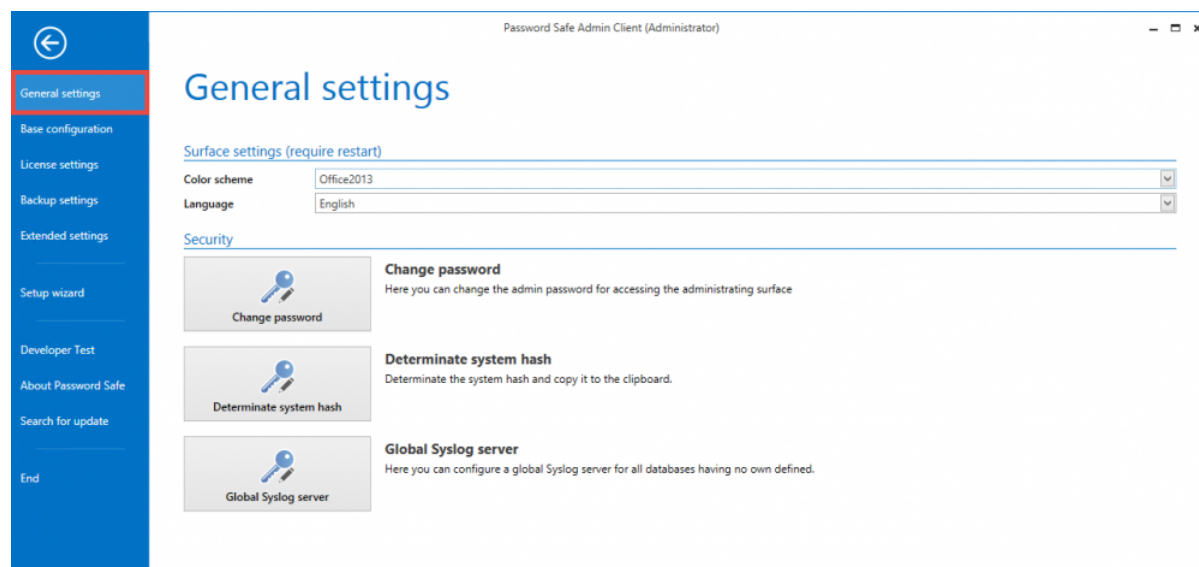 Password Safe Admin Client (Administrator)
General settings
Base configuration
License settings
Backup settings
Extended settings
Setup wizard
Developer Test
About Password Safe
Search for update
End
General settings
Surface settings (require restart)
Color scheme Office2013
Language English
Security
Change password
Change password
Here you can change the admin password for accessing the administrating surface
Determinate system hash
Determinate system hash
Determinate the system hash and copy it to the clipboard.
Global Syslog server
Global Syslog server
Here you can configure a global Syslog server for all databases having no own defined.